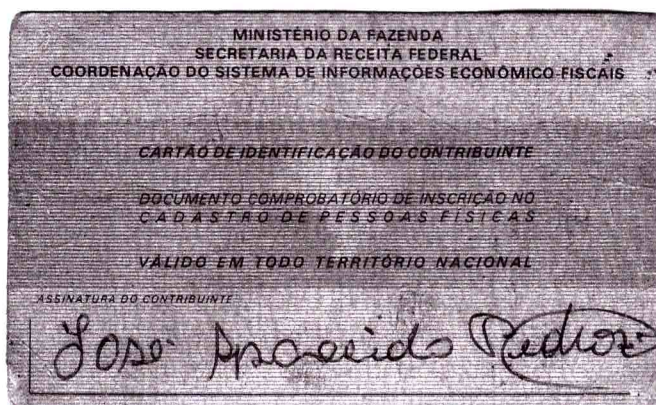 MINISTÉRIO DA FAZENDA
SECRETARIA DA RECEITA FEDERAL
COORDENAÇÃO DO SISTEMA DE INFORMAÇÕES ECONÔMICO-FISCAIS
CARTÃO DE IDENTIFICAÇÃO DO CONTRIBUINTE
DOCUMENTO COMPROBATÓRIO DE INSCRIÇÃO NO
CADASTRO DE PESSOAS FÍSICAS
VÁLIDO EM TODO TERRITÓRIO NACIONAL
ASSINATURA DO CONTRIBUINTE
José Aparecido